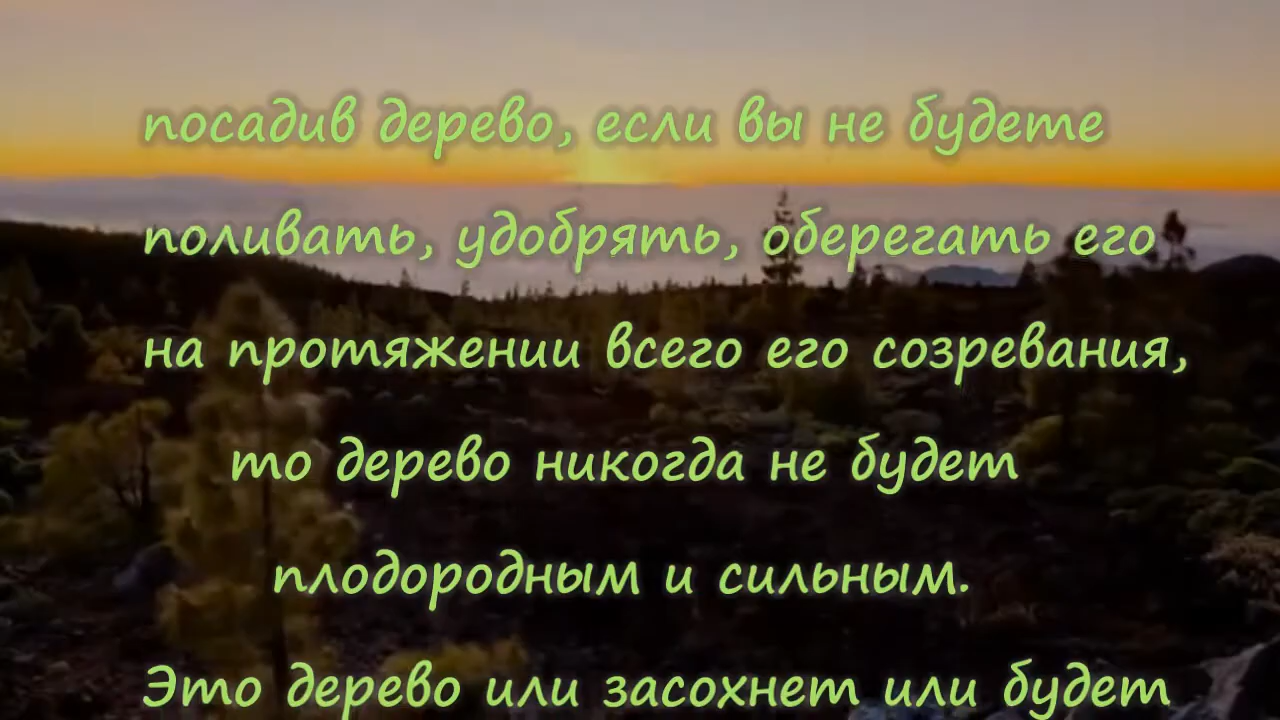 посадив дерево, если вы не будете
поливать, удобрять, оберегать его
на протяжении всего его созревания,
то дерево никогда не будет
плодородным и сильным.
Это дерево или засохнет или будет